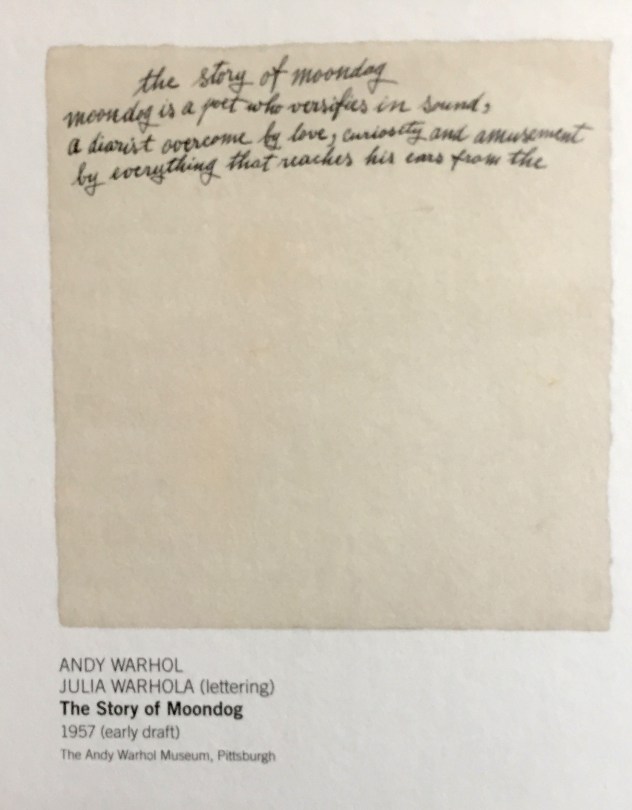 the story of moondog
moondog is a poet who versifies in sound,
a diarist overcome by love, curiosity and amusement
by everything that reaches his ears from the
ANDY WARHOL
JULIA WARHOLA (lettering)
The Story of Moondog
1957 (early draft)
The Andy Warhol Museum, Pittsburgh